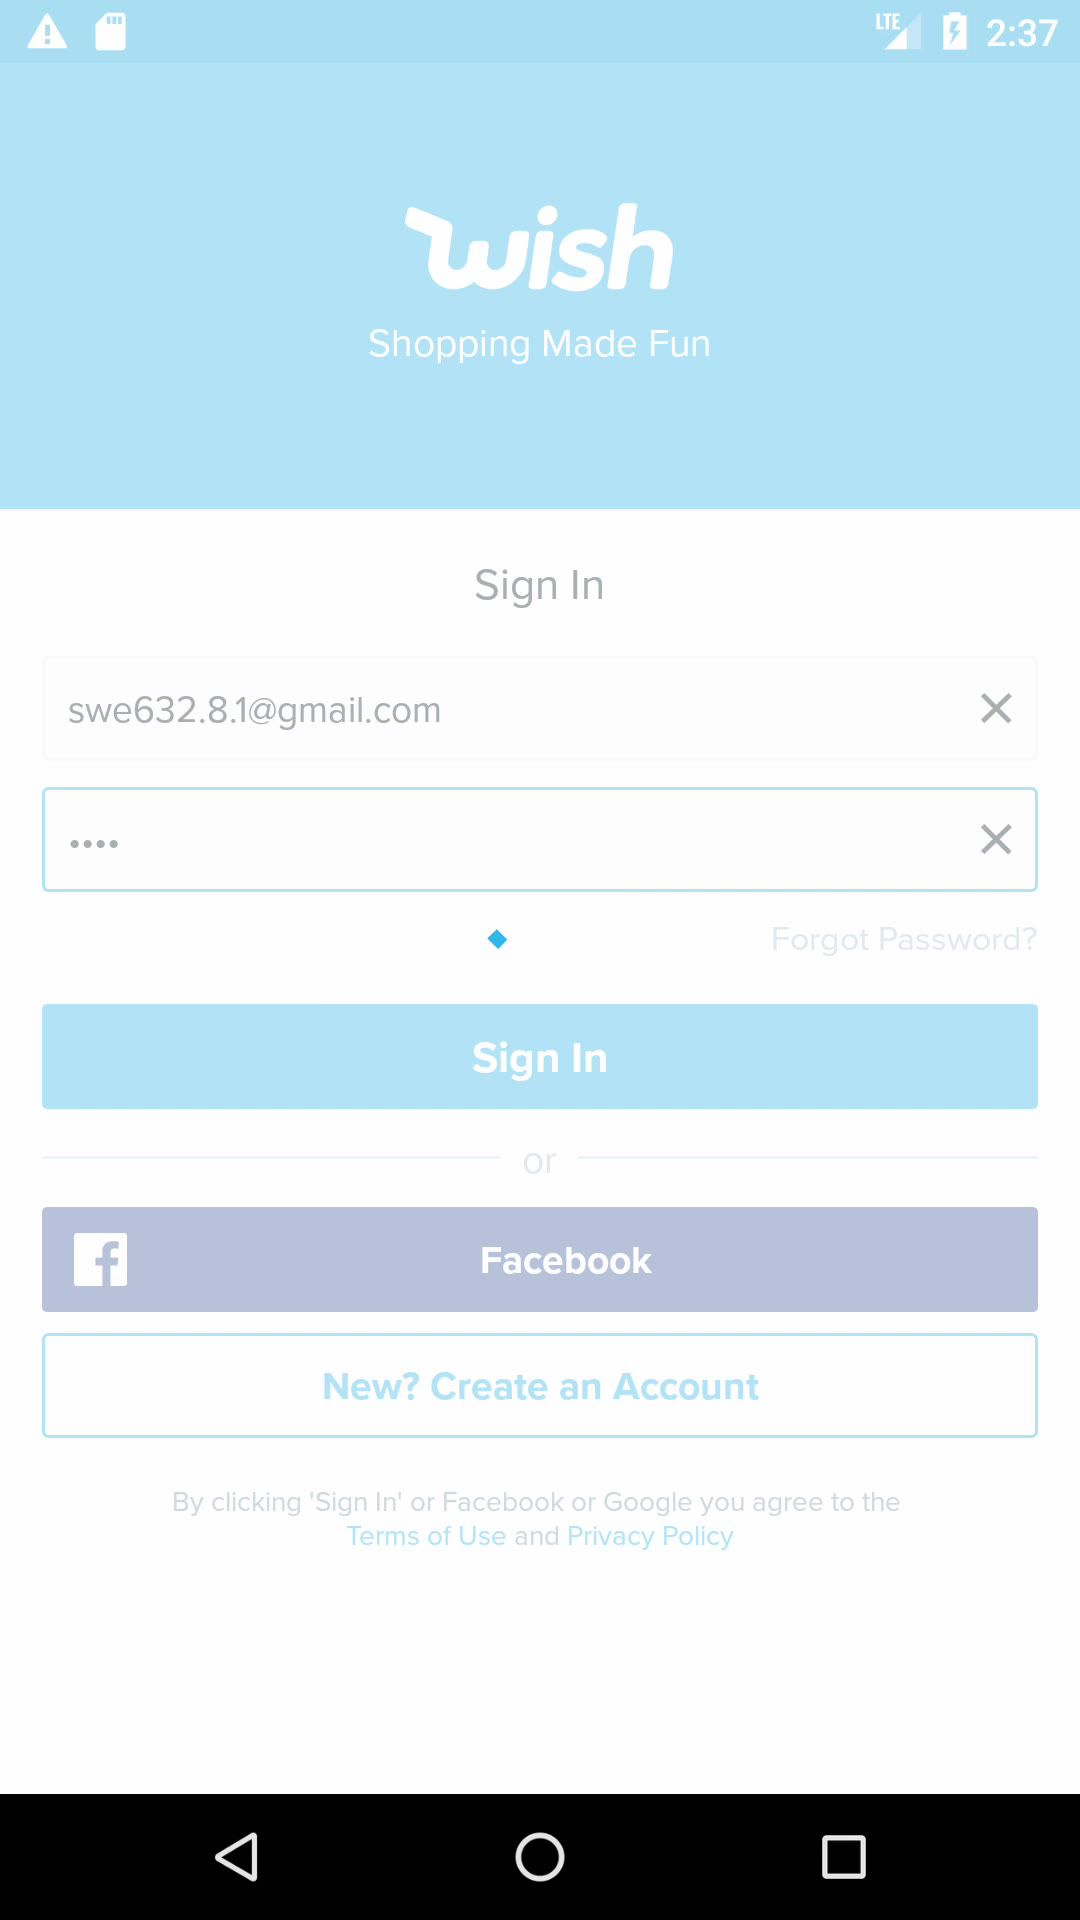 LTE 2:37
wish
Shopping Made Fun
Sign In
swe632.8.1@gmail.com
••••
Forgot Password?
Sign In
or
Facebook
New? Create an Account
By clicking 'Sign In' or Facebook or Google you agree to the
Terms of Use and Privacy Policy